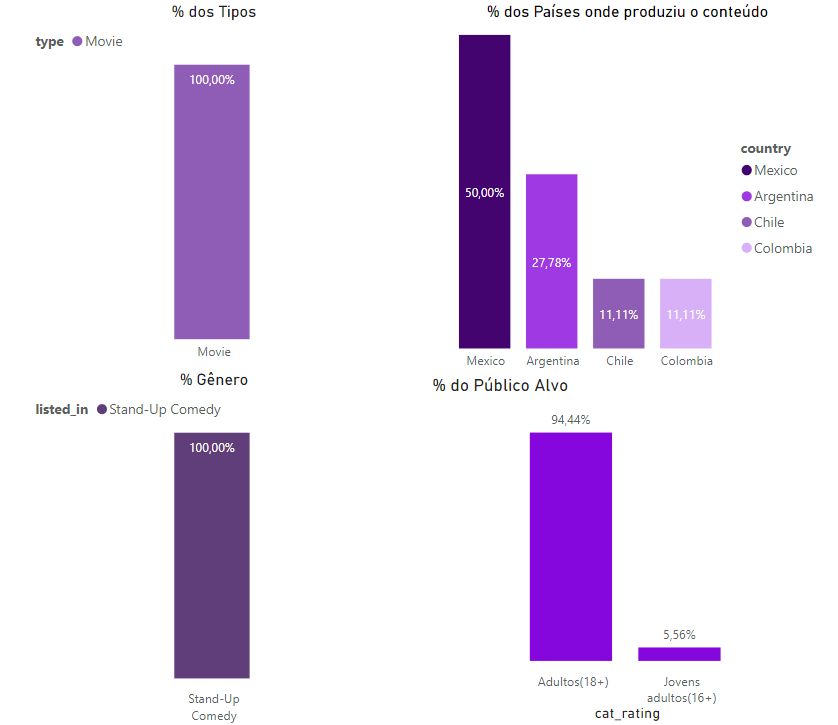 % dos Tipos
type Movie
100,00%
Movie
% dos Países onde produziu o conteúdo
50,00%
27,78%
11,11%
11,11%
Mexico
Argentina
Chile
Colombia
country
Mexico
Argentina
Chile
Colombia
% Gênero
listed_in Stand-Up Comedy
100,00%
Stand-Up
Comedy
% do Público Alvo
94,44%
5,56%
Adultos(18+)
Jovens
adultos(16+)
cat_rating